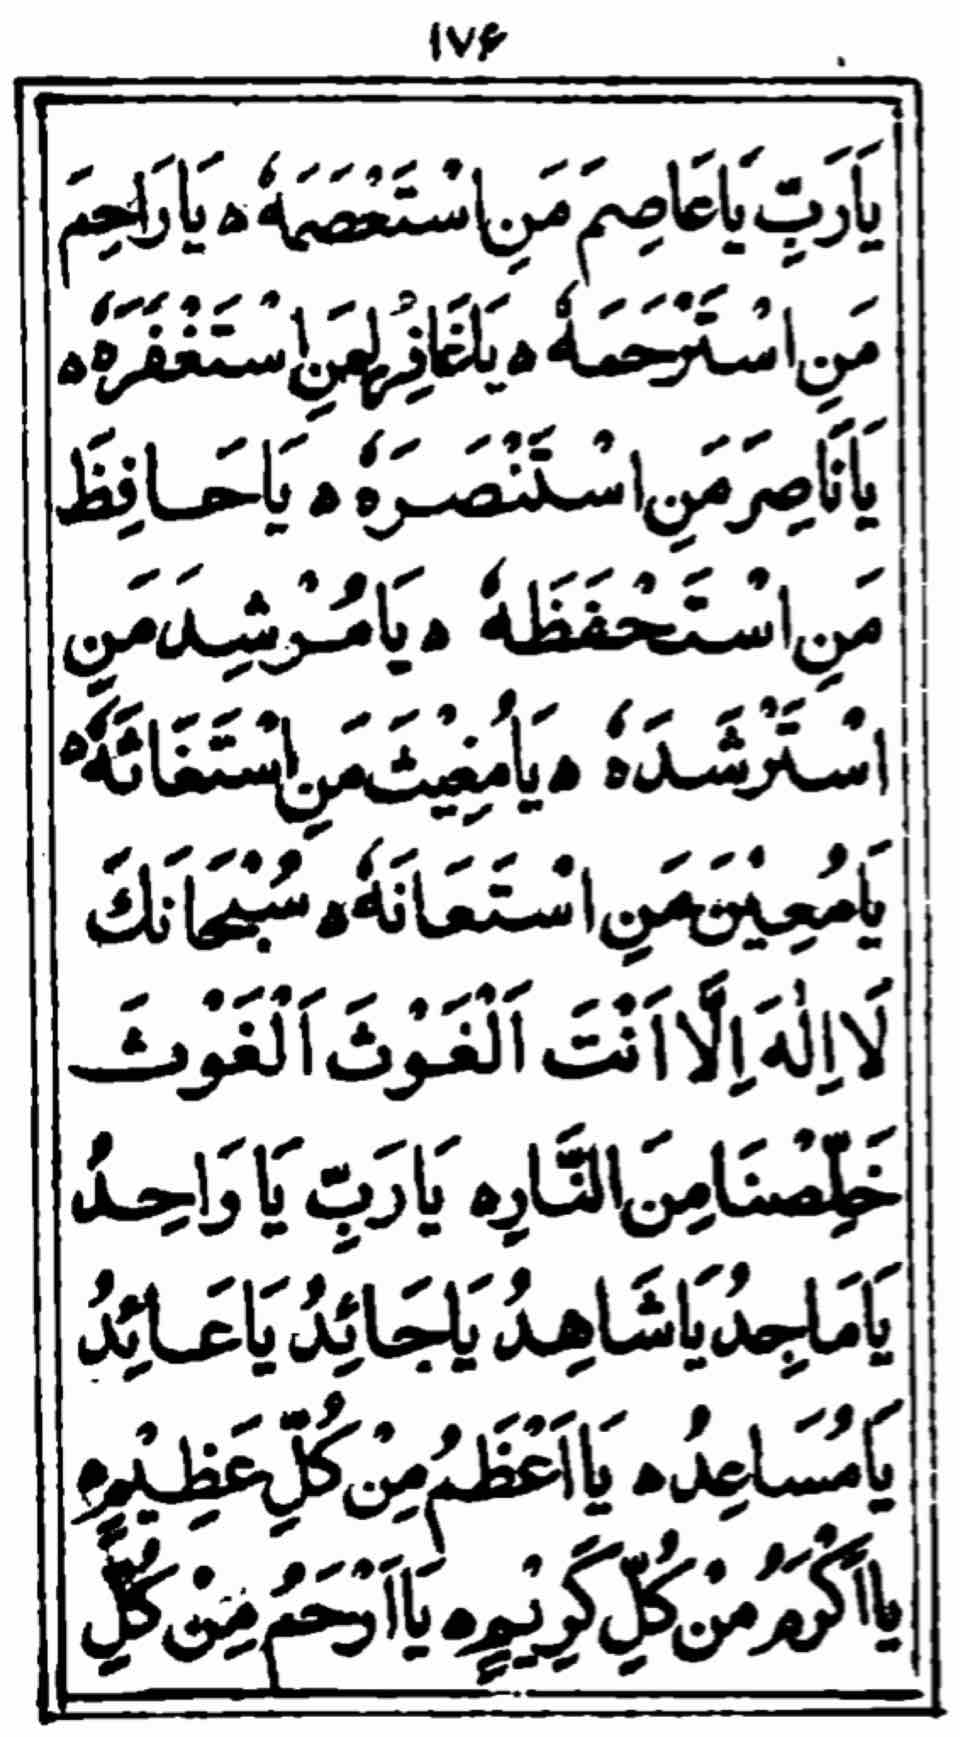 ۱۷۶
يَارَبِّ يَاعَاصِمَ مَنِ اسْتَعْصَمَهٗ ه يَارَاحِمَ
مَنِ اسْتَرْحَمَهٗ ه يَاغَافِرَ لِمَنِ اسْتَغْفَرَهٗ ه
يَانَاصِرَ مَنِ اسْتَنْصَرَهٗ ه يَاحَافِظَ
مَنِ اسْتَحْفَظَهٗ ه يَامُرْشِدَ مَنِ
اسْتَرْشَدَهٗ ه يَامُغِيْثَ مَنِ اسْتَغَاثَهٗ ه
يَامُعِيْنَ مَنِ اسْتَعَانَهٗ ه سُبْحَانَكَ
لَا اِلٰهَ اِلَّا اَنْتَ اَلْغَوْثَ اَلْغَوْثَ
خَلِّصْنَا مِنَ النَّارِ ه يَارَبِّ يَا وَاحِدُ
يَامَاجِدُ يَاشَاهِدُ يَاجَائِدُ يَاعَائِدُ
يَامُسَاعِدُ ه يَا اَعْظَمُ مِنْ كُلِّ عَظِيْمٍ ه
يَا اَكْرَمُ مِنْ كُلِّ كَرِيْمٍ ه يَا اَرْحَمُ مِنْ كُلِّ